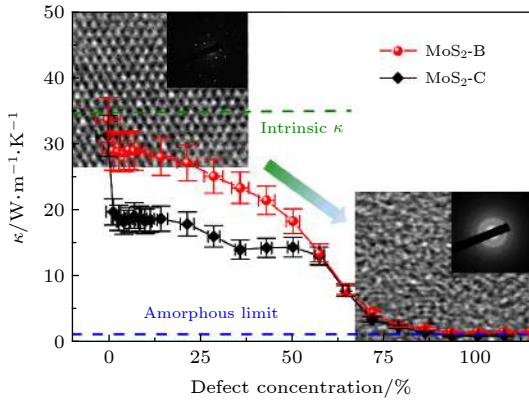 50
40
30
20
10
0
κ/W·m⁻¹·K⁻¹
MoS₂-B
MoS₂-C
Intrinsic κ
Amorphous limit
0 25 50 75 100
Defect concentration/%